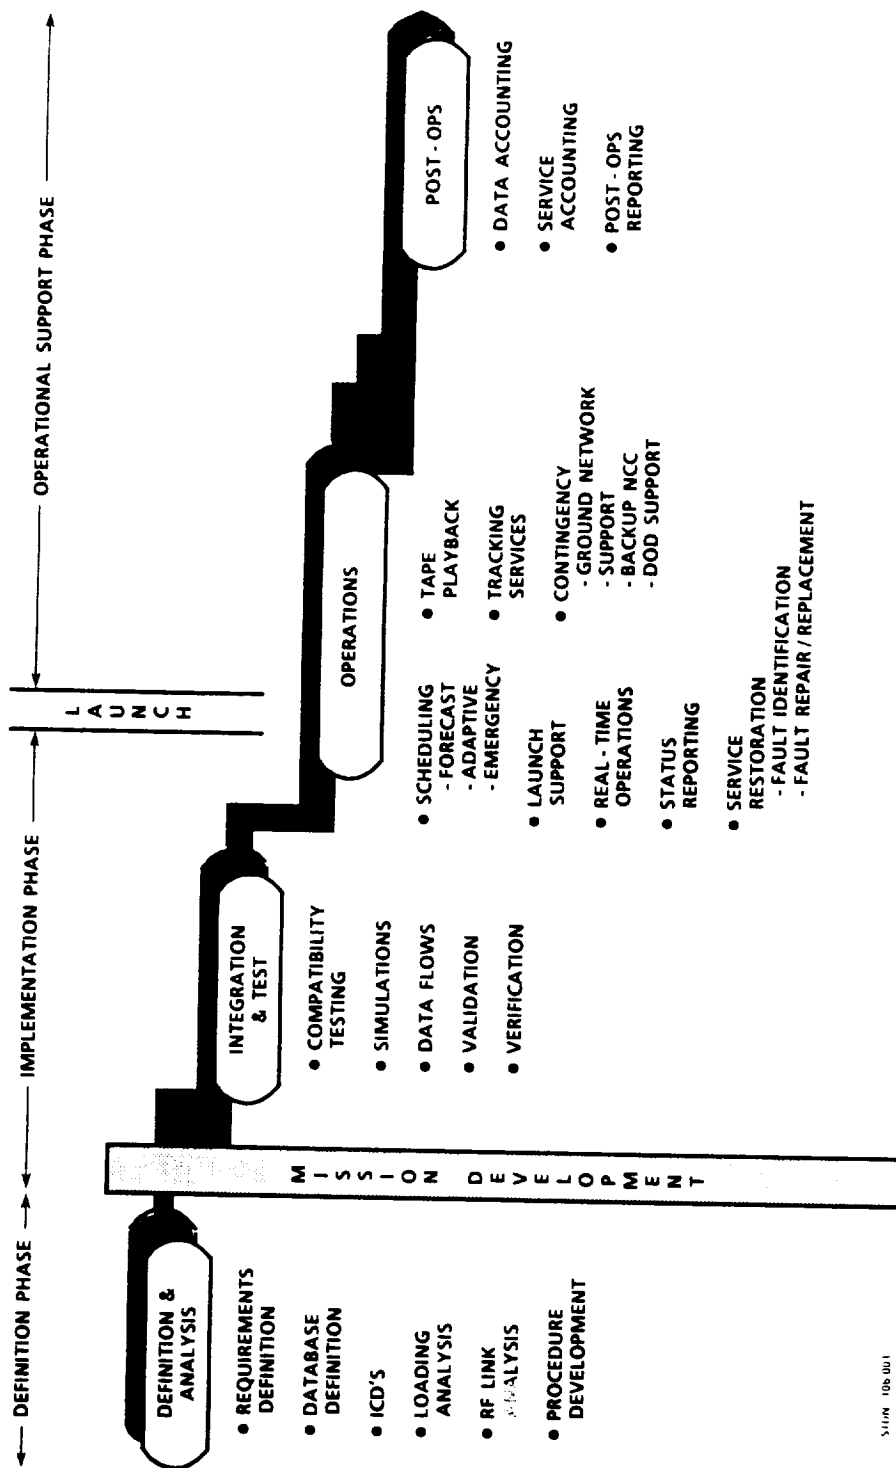 DEFINITION PHASE
IMPLEMENTATION PHASE
OPERATIONAL SUPPORT PHASE
LAUNCH
DEFINITION &
ANALYSIS
• REQUIREMENTS
DEFINITION
• DATABASE
DEFINITION
• ICD'S
• LOADING
ANALYSIS
• RF LINK
ANALYSIS
• PROCEDURE
DEVELOPMENT
MISSION DEVELOPMENT
INTEGRATION
& TEST
• COMPATIBILITY
TESTING
• SIMULATIONS
• DATA FLOWS
• VALIDATION
• VERIFICATION
OPERATIONS
• SCHEDULING
- FORECAST
- ADAPTIVE
- EMERGENCY
• LAUNCH
SUPPORT
• REAL-TIME
OPERATIONS
• STATUS
REPORTING
• SERVICE
RESTORATION
- FAULT IDENTIFICATION
- FAULT REPAIR/REPLACEMENT
• TAPE
PLAYBACK
• TRACKING
SERVICES
• CONTINGENCY
- GROUND NETWORK
- SUPPORT
- BACKUP NCC
- DOD SUPPORT
POST-OPS
• DATA ACCOUNTING
• SERVICE
ACCOUNTING
• POST-OPS
REPORTING